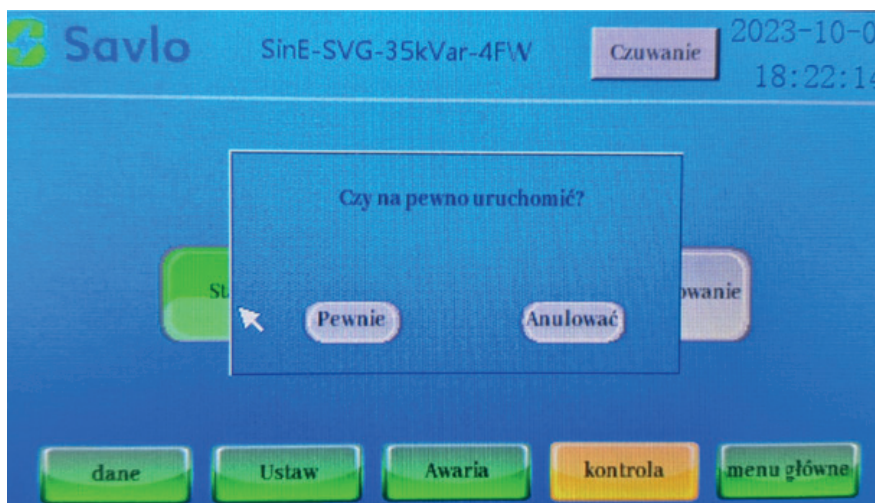 Savlo SinE-SVG-35kVar-4FW Czuwanie 2023-10-0
18:22:14
Czy na pewno uruchomić?
Pewnie Anulować
dane Ustaw Awaria kontrola menu główne